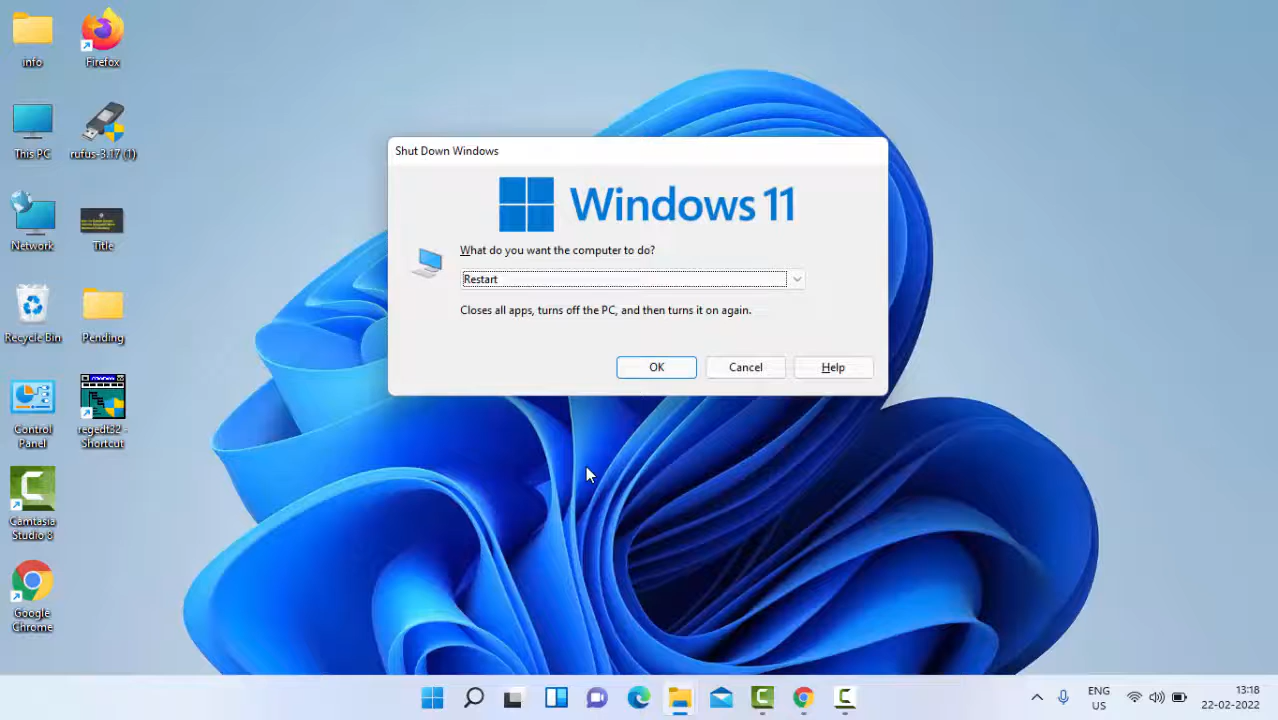 info
Firefox
This PC
rufus-3.17 (1)
Network
Title
Recycle Bin
Pending
Control
Panel
regedt32 -
Shortcut
Camtasia
Studio 8
Google
Chrome
Shut Down Windows
Windows 11
What do you want the computer to do?
Restart
Closes all apps, turns off the PC, and then turns it on again.
OK
Cancel
Help
ENG
US
13:18
22-02-2022